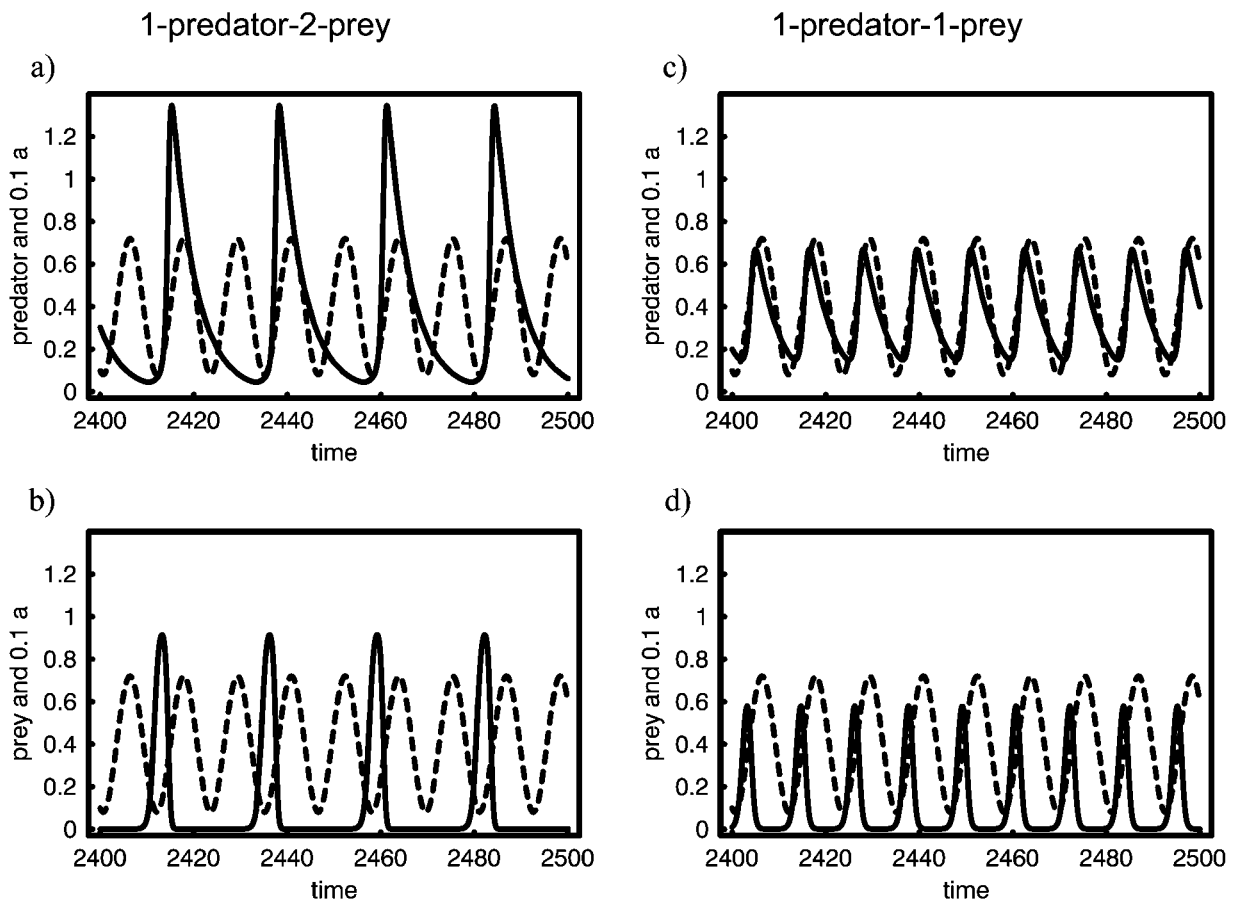 1-predator-2-prey
1-predator-1-prey
a)
predator and 0.1 a
1.2
1
0.8
0.6
0.4
0.2
0
2400 2420 2440 2460 2480 2500
time
c)
predator and 0.1 a
1.2
1
0.8
0.6
0.4
0.2
0
2400 2420 2440 2460 2480 2500
time
b)
prey and 0.1 a
1.2
1
0.8
0.6
0.4
0.2
0
2400 2420 2440 2460 2480 2500
time
d)
prey and 0.1 a
1.2
1
0.8
0.6
0.4
0.2
0
2400 2420 2440 2460 2480 2500
time